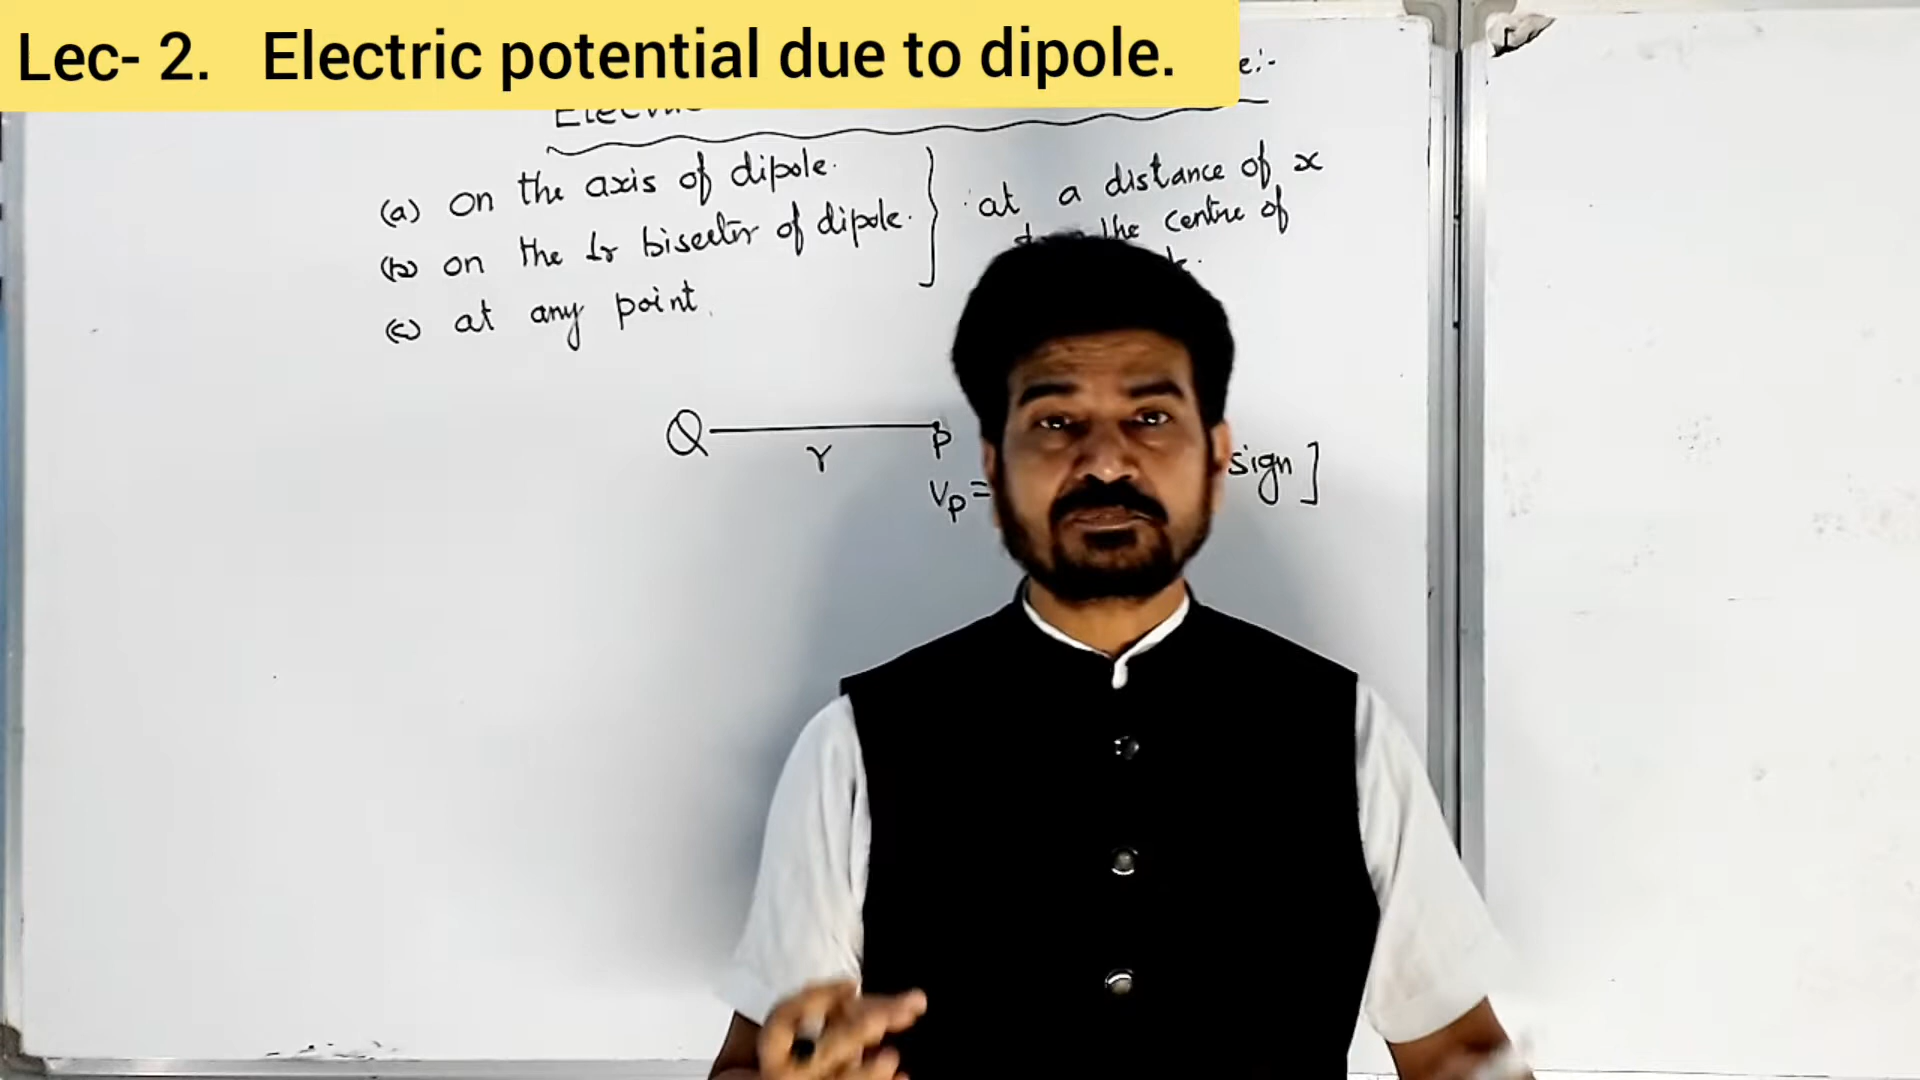 Lec- 2. Electric potential due to dipole.
e:-
(a) on the axis of dipole.
(b) on the ⊥r bisector of dipole.
(c) at any point.
at a distance of x
the centre of
Q
r
P
Vp =
sign ]